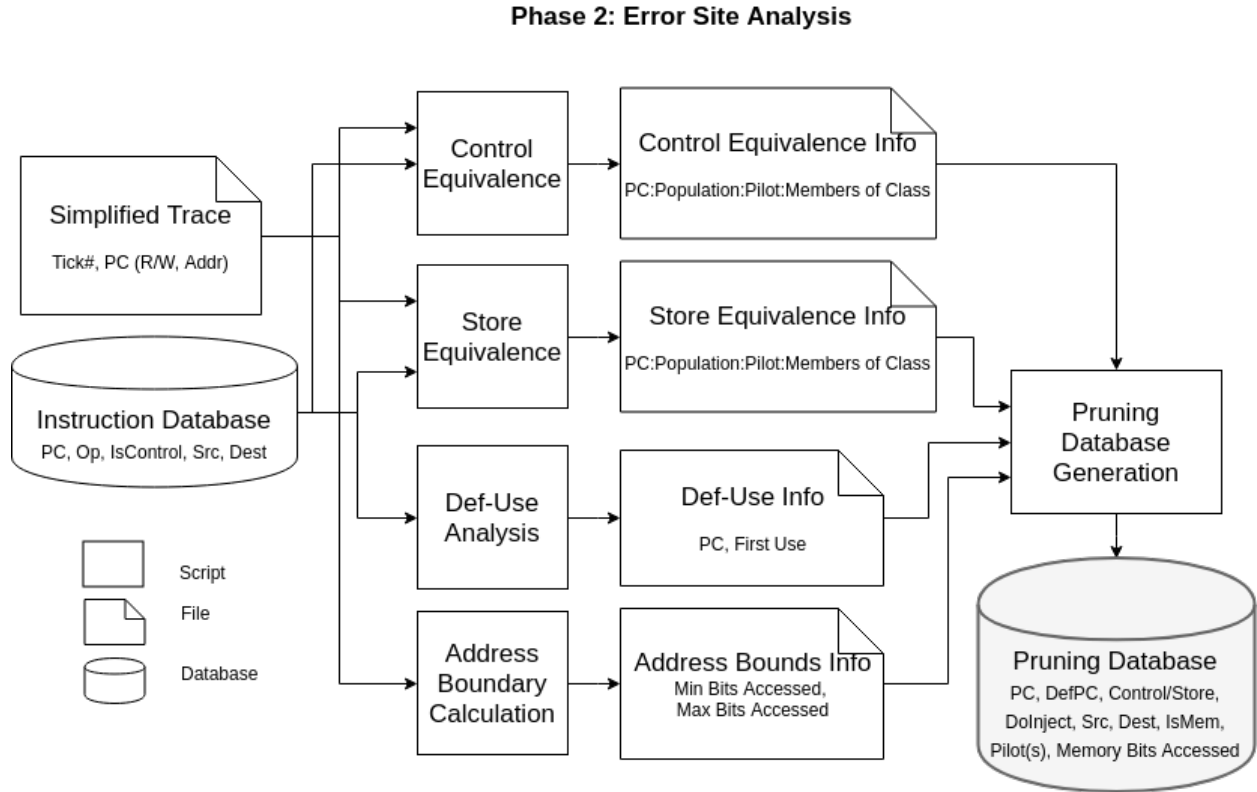 Phase 2: Error Site Analysis
Simplified Trace
Tick#, PC (R/W, Addr)
Instruction Database
PC, Op, IsControl, Src, Dest
Script
File
Database
Control
Equivalence
Store
Equivalence
Def-Use
Analysis
Address
Boundary
Calculation
Control Equivalence Info
PC:Population:Pilot:Members of Class
Store Equivalence Info
PC:Population:Pilot:Members of Class
Def-Use Info
PC, First Use
Address Bounds Info
Min Bits Accessed,
Max Bits Accessed
Pruning
Database
Generation
Pruning Database
PC, DefPC, Control/Store,
DoInject, Src, Dest, IsMem,
Pilot(s), Memory Bits Accessed